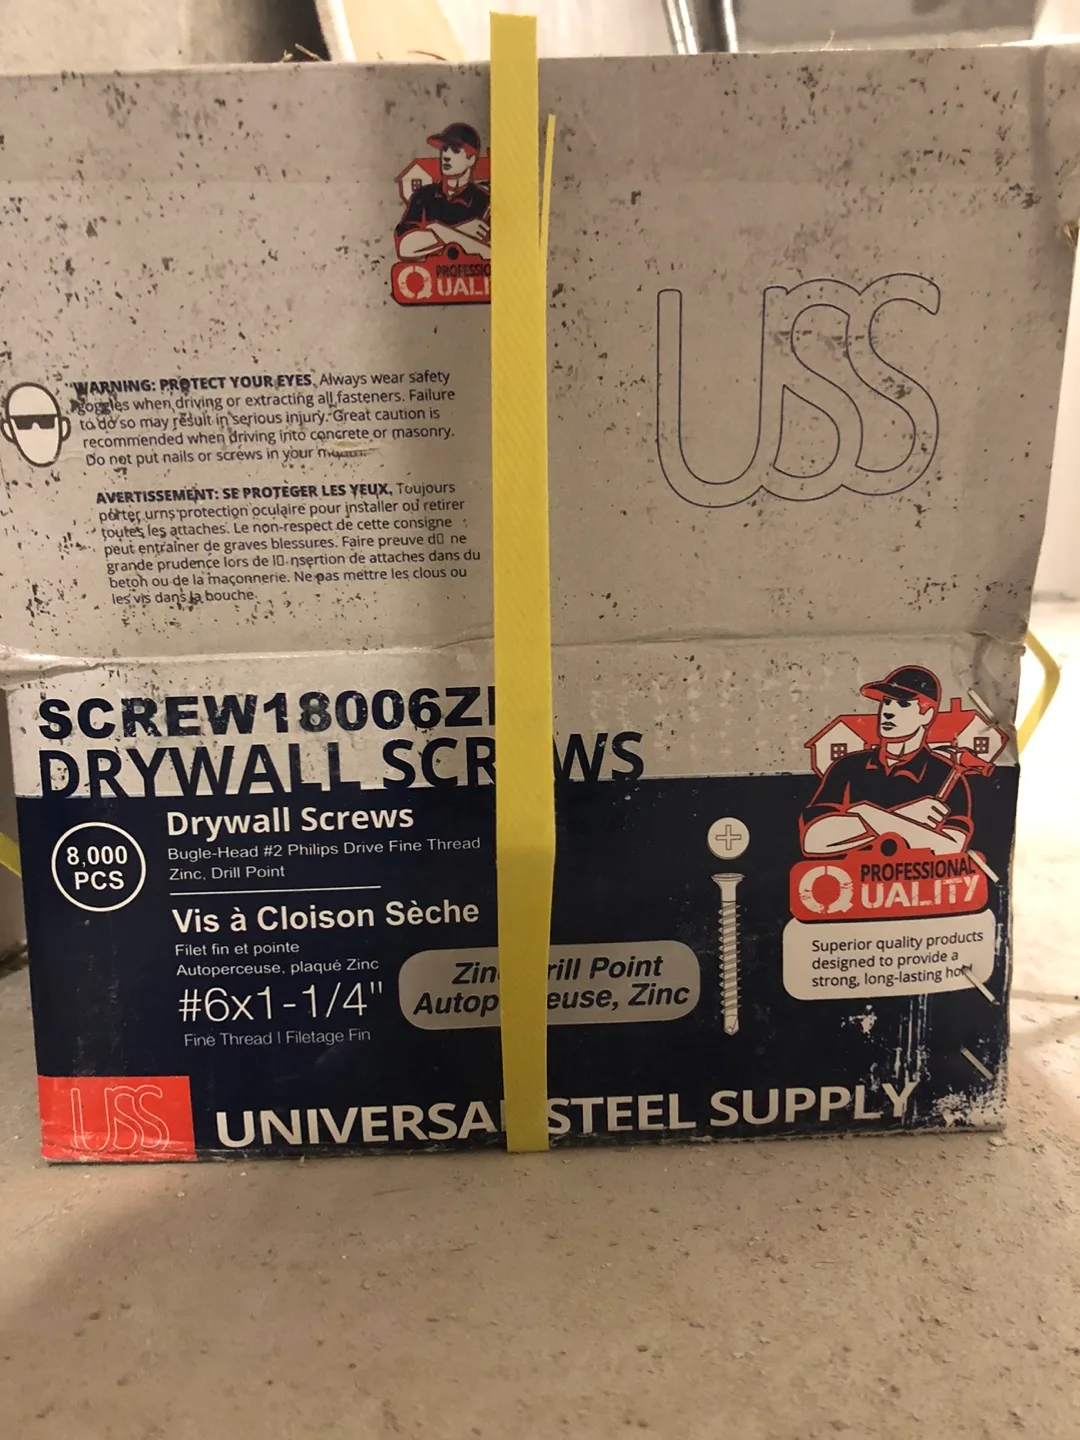 PROFESSIO
QUALI
USS
WARNING: PROTECT YOUR EYES. Always wear safety
goggles when driving or extracting all fasteners. Failure
to do so may result in serious injury. Great caution is
recommended when driving into concrete or masonry.
Do not put nails or screws in your
AVERTISSEMENT: SE PROTÉGER LES YEUX. Toujours
porter urns protection oculaire pour installer ou retirer
toutes les attaches. Le non-respect de cette consigne
peut entraîner de graves blessures. Faire preuve d▯ ne
grande prudence lors de l▯. nsertion de attaches dans du
betoh ou de la maçonnerie. Ne pas mettre les clous ou
les vis dans la bouche.
SCREW18006Z
DRYWALL SCR WS
8,000
PCS
Drywall Screws
Bugle-Head #2 Philips Drive Fine Thread
Zinc, Drill Point
Vis à Cloison Sèche
Filet fin et pointe
Autoperceuse, plaqué Zinc
#6x1-1/4"
Fine Thread | Filetage Fin
Zin rill Point
Autop euse, Zinc
PROFESSIONAL
QUALITY
Superior quality products
designed to provide a
strong, long-lasting
USS
UNIVERSA STEEL SUPPLY